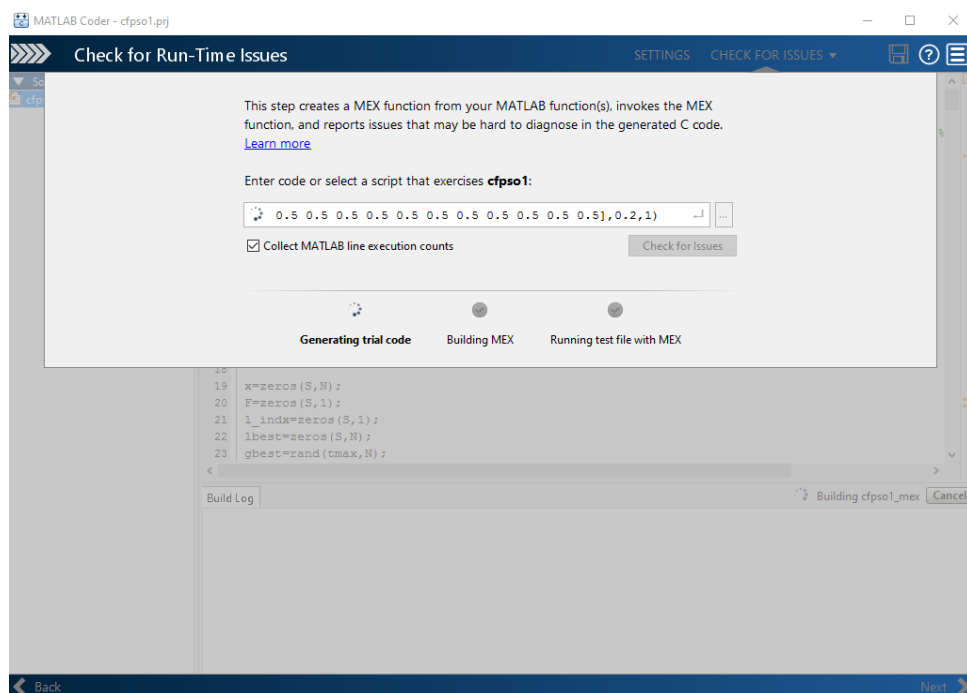 MATLAB Coder - cfpso1.prj
Check for Run-Time Issues
SETTINGS CHECK FOR ISSUES
This step creates a MEX function from your MATLAB function(s), invokes the MEX
function, and reports issues that may be hard to diagnose in the generated C code.
Learn more
Enter code or select a script that exercises cfpso1:
0.5 0.5 0.5 0.5 0.5 0.5 0.5 0.5 0.5 0.5 0.5],0.2,1)
...
Collect MATLAB line execution counts
Check for Issues
Generating trial code
Building MEX
Running test file with MEX
%
18
19 x=zeros(S,N);
20 F=zeros(S,1);
21 l_indx=zeros(S,1);
22 lbest=zeros(S,N);
23 gbest=rand(tmax,N);
Build Log
Building cfpso1_mex
Cancel
Back
Next